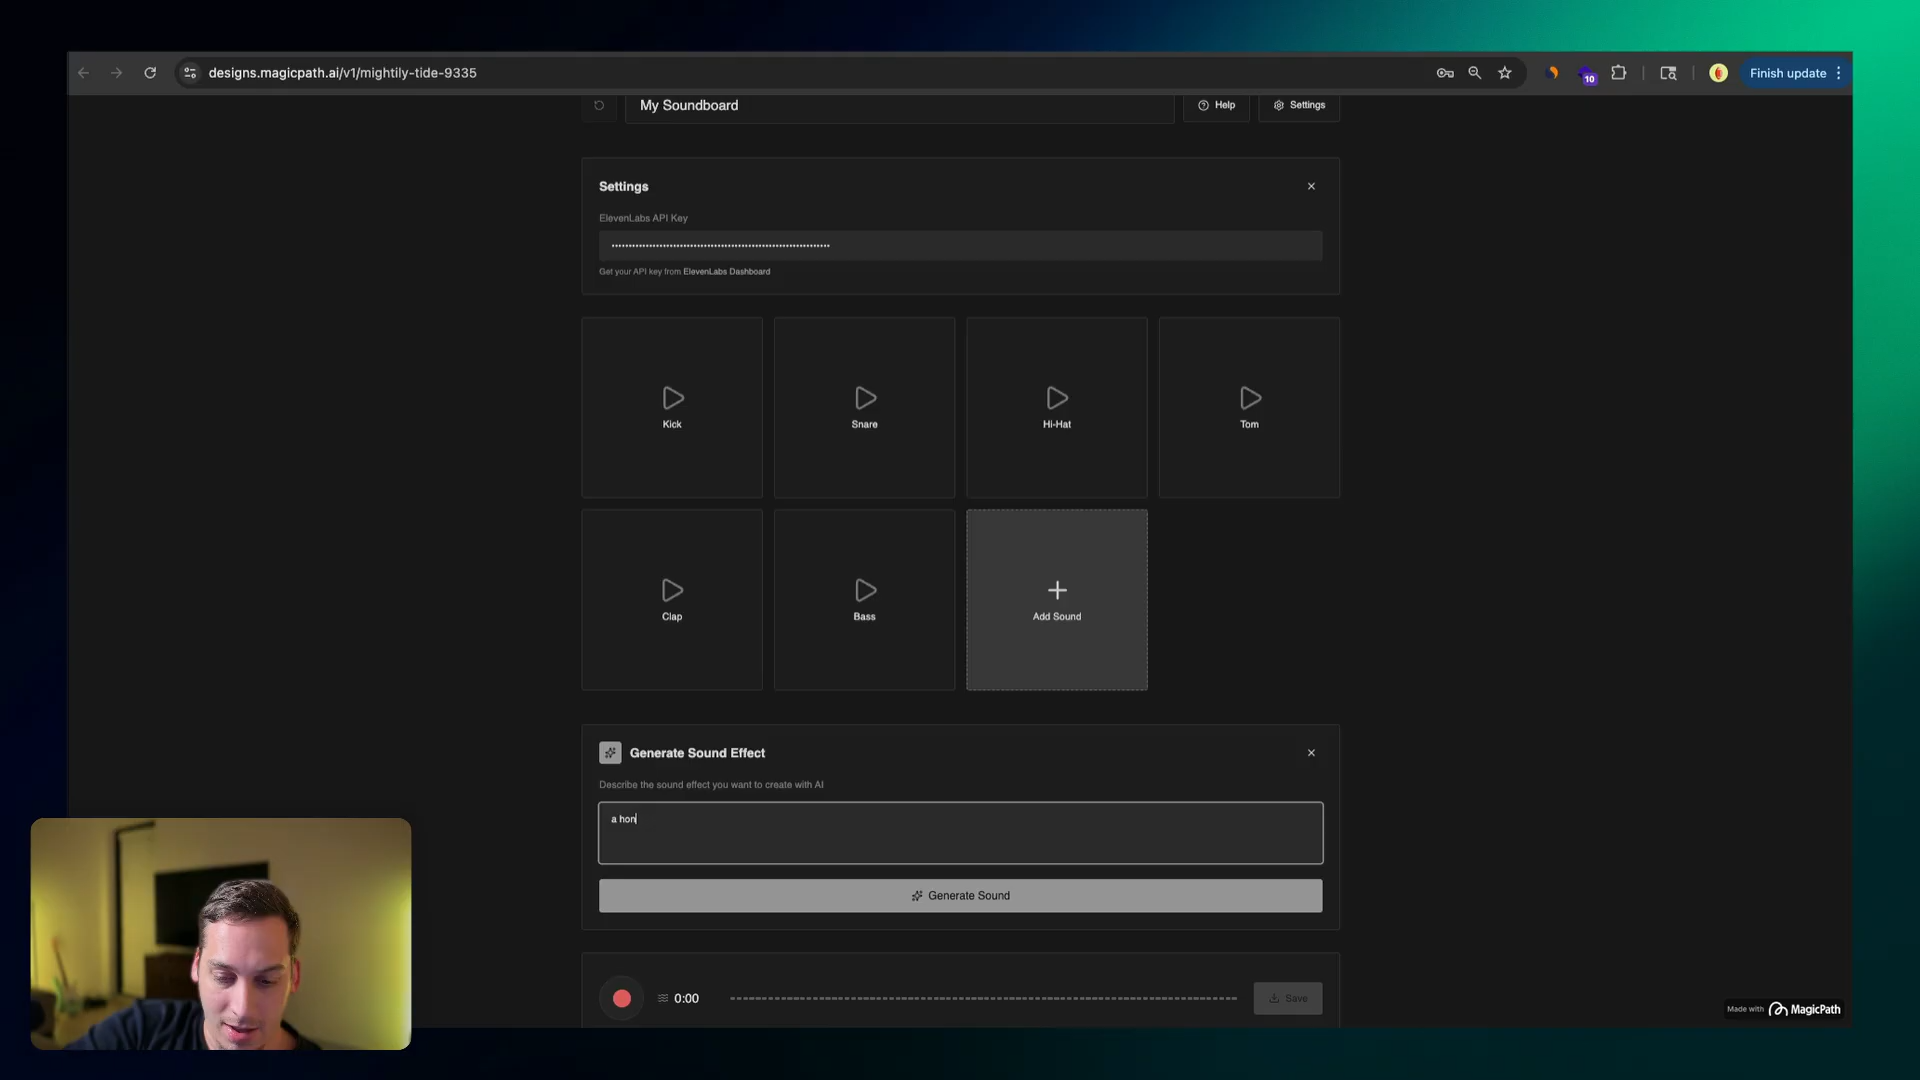 designs.magicpath.ai/v1/mightily-tide-9335
10
Finish update
My Soundboard
Help
Settings
Settings
ElevenLabs API Key
••••••••••••••••••••••••••••••••••••••••••••••••••••••••••••••••
Get your API key from ElevenLabs Dashboard
Kick
Snare
Hi-Hat
Tom
Clap
Bass
Add Sound
Generate Sound Effect
Describe the sound effect you want to create with AI
a hon
Generate Sound
0:00
Save
Made with MagicPath